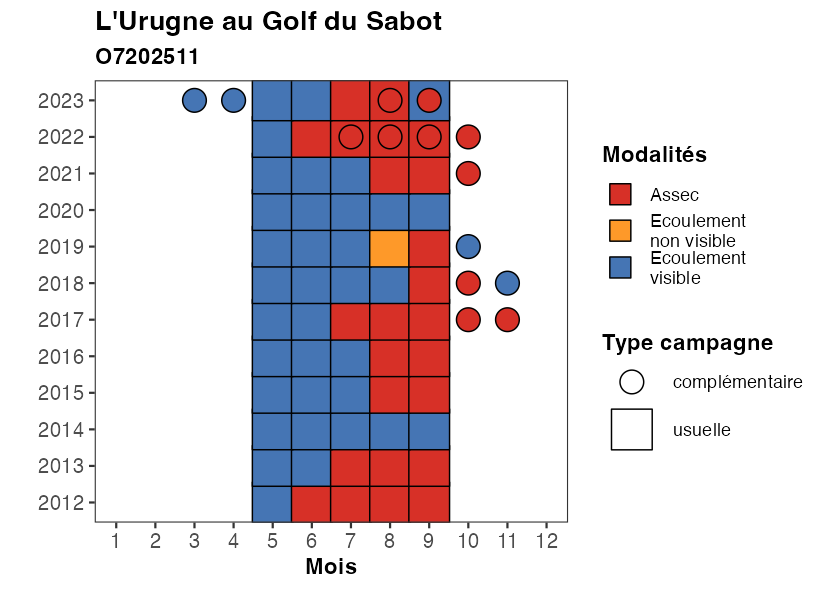 L'Urugne au Golf du Sabot
O7202511
2023
2022
2021
2020
2019
2018
2017
2016
2015
2014
2013
2012
1 2 3 4 5 6 7 8 9 10 11 12
Mois
Modalités
Assec
Ecoulement
non visible
Ecoulement
visible
Type campagne
complémentaire
usuelle